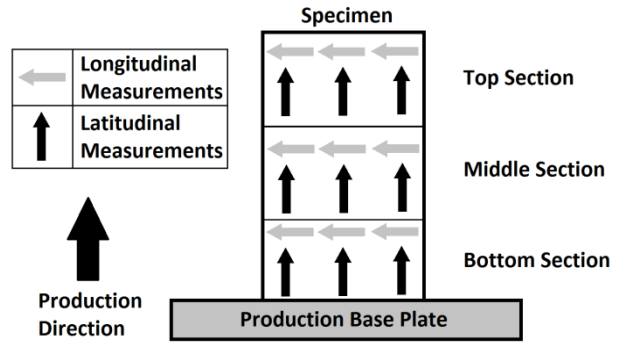 Specimen
Longitudinal
Measurements
Latitudinal
Measurements
Top Section
Middle Section
Bottom Section
Production
Direction
Production Base Plate